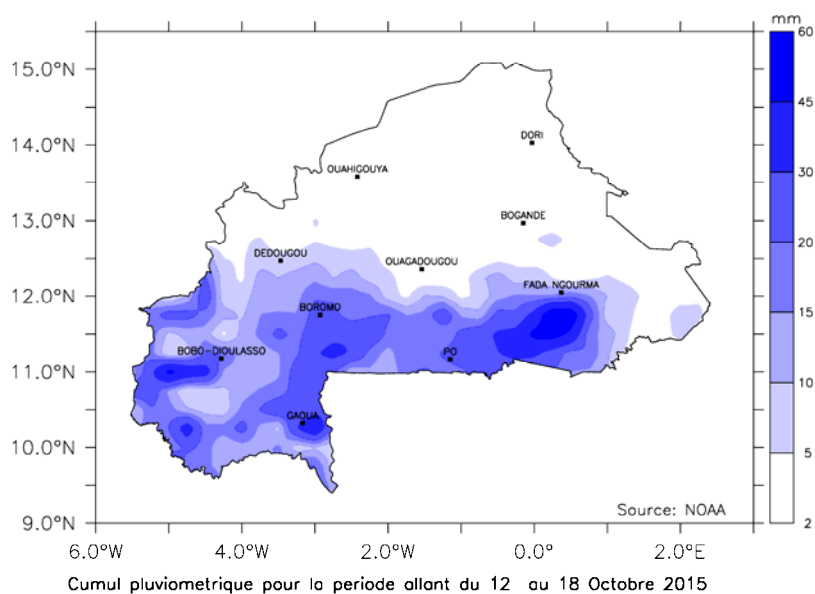 mm
60
15.0°N
DORI
14.0°N
45
OUAHIGOUYA
BOGANDE
30
13.0°N
DEDOUGOU
OUAGADOUGOU
20
FADA NGOURMA
12.0°N
BOROMO
15
BOBO-DIOULASSO
PO
11.0°N
10
GAOUA
10.0°N
5
Source: NOAA
9.0°N
2
6.0°W
4.0°W
2.0°W
0.0°
2.0°E
Cumul pluviometrique pour la periode allant du 12 au 18 Octobre 2015